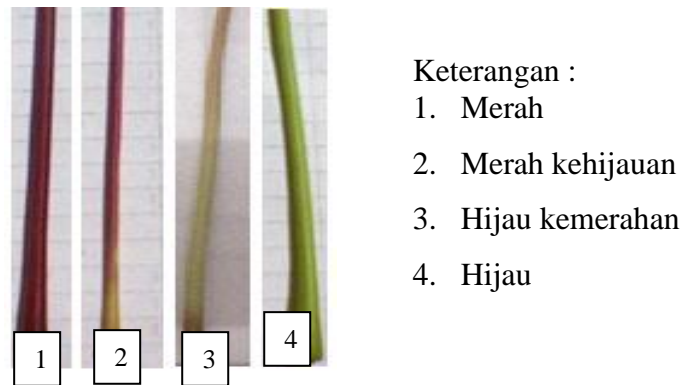 Keterangan :
1. Merah
2. Merah kehijauan
3. Hijau kemerahan
4. Hijau
1
2
3
4